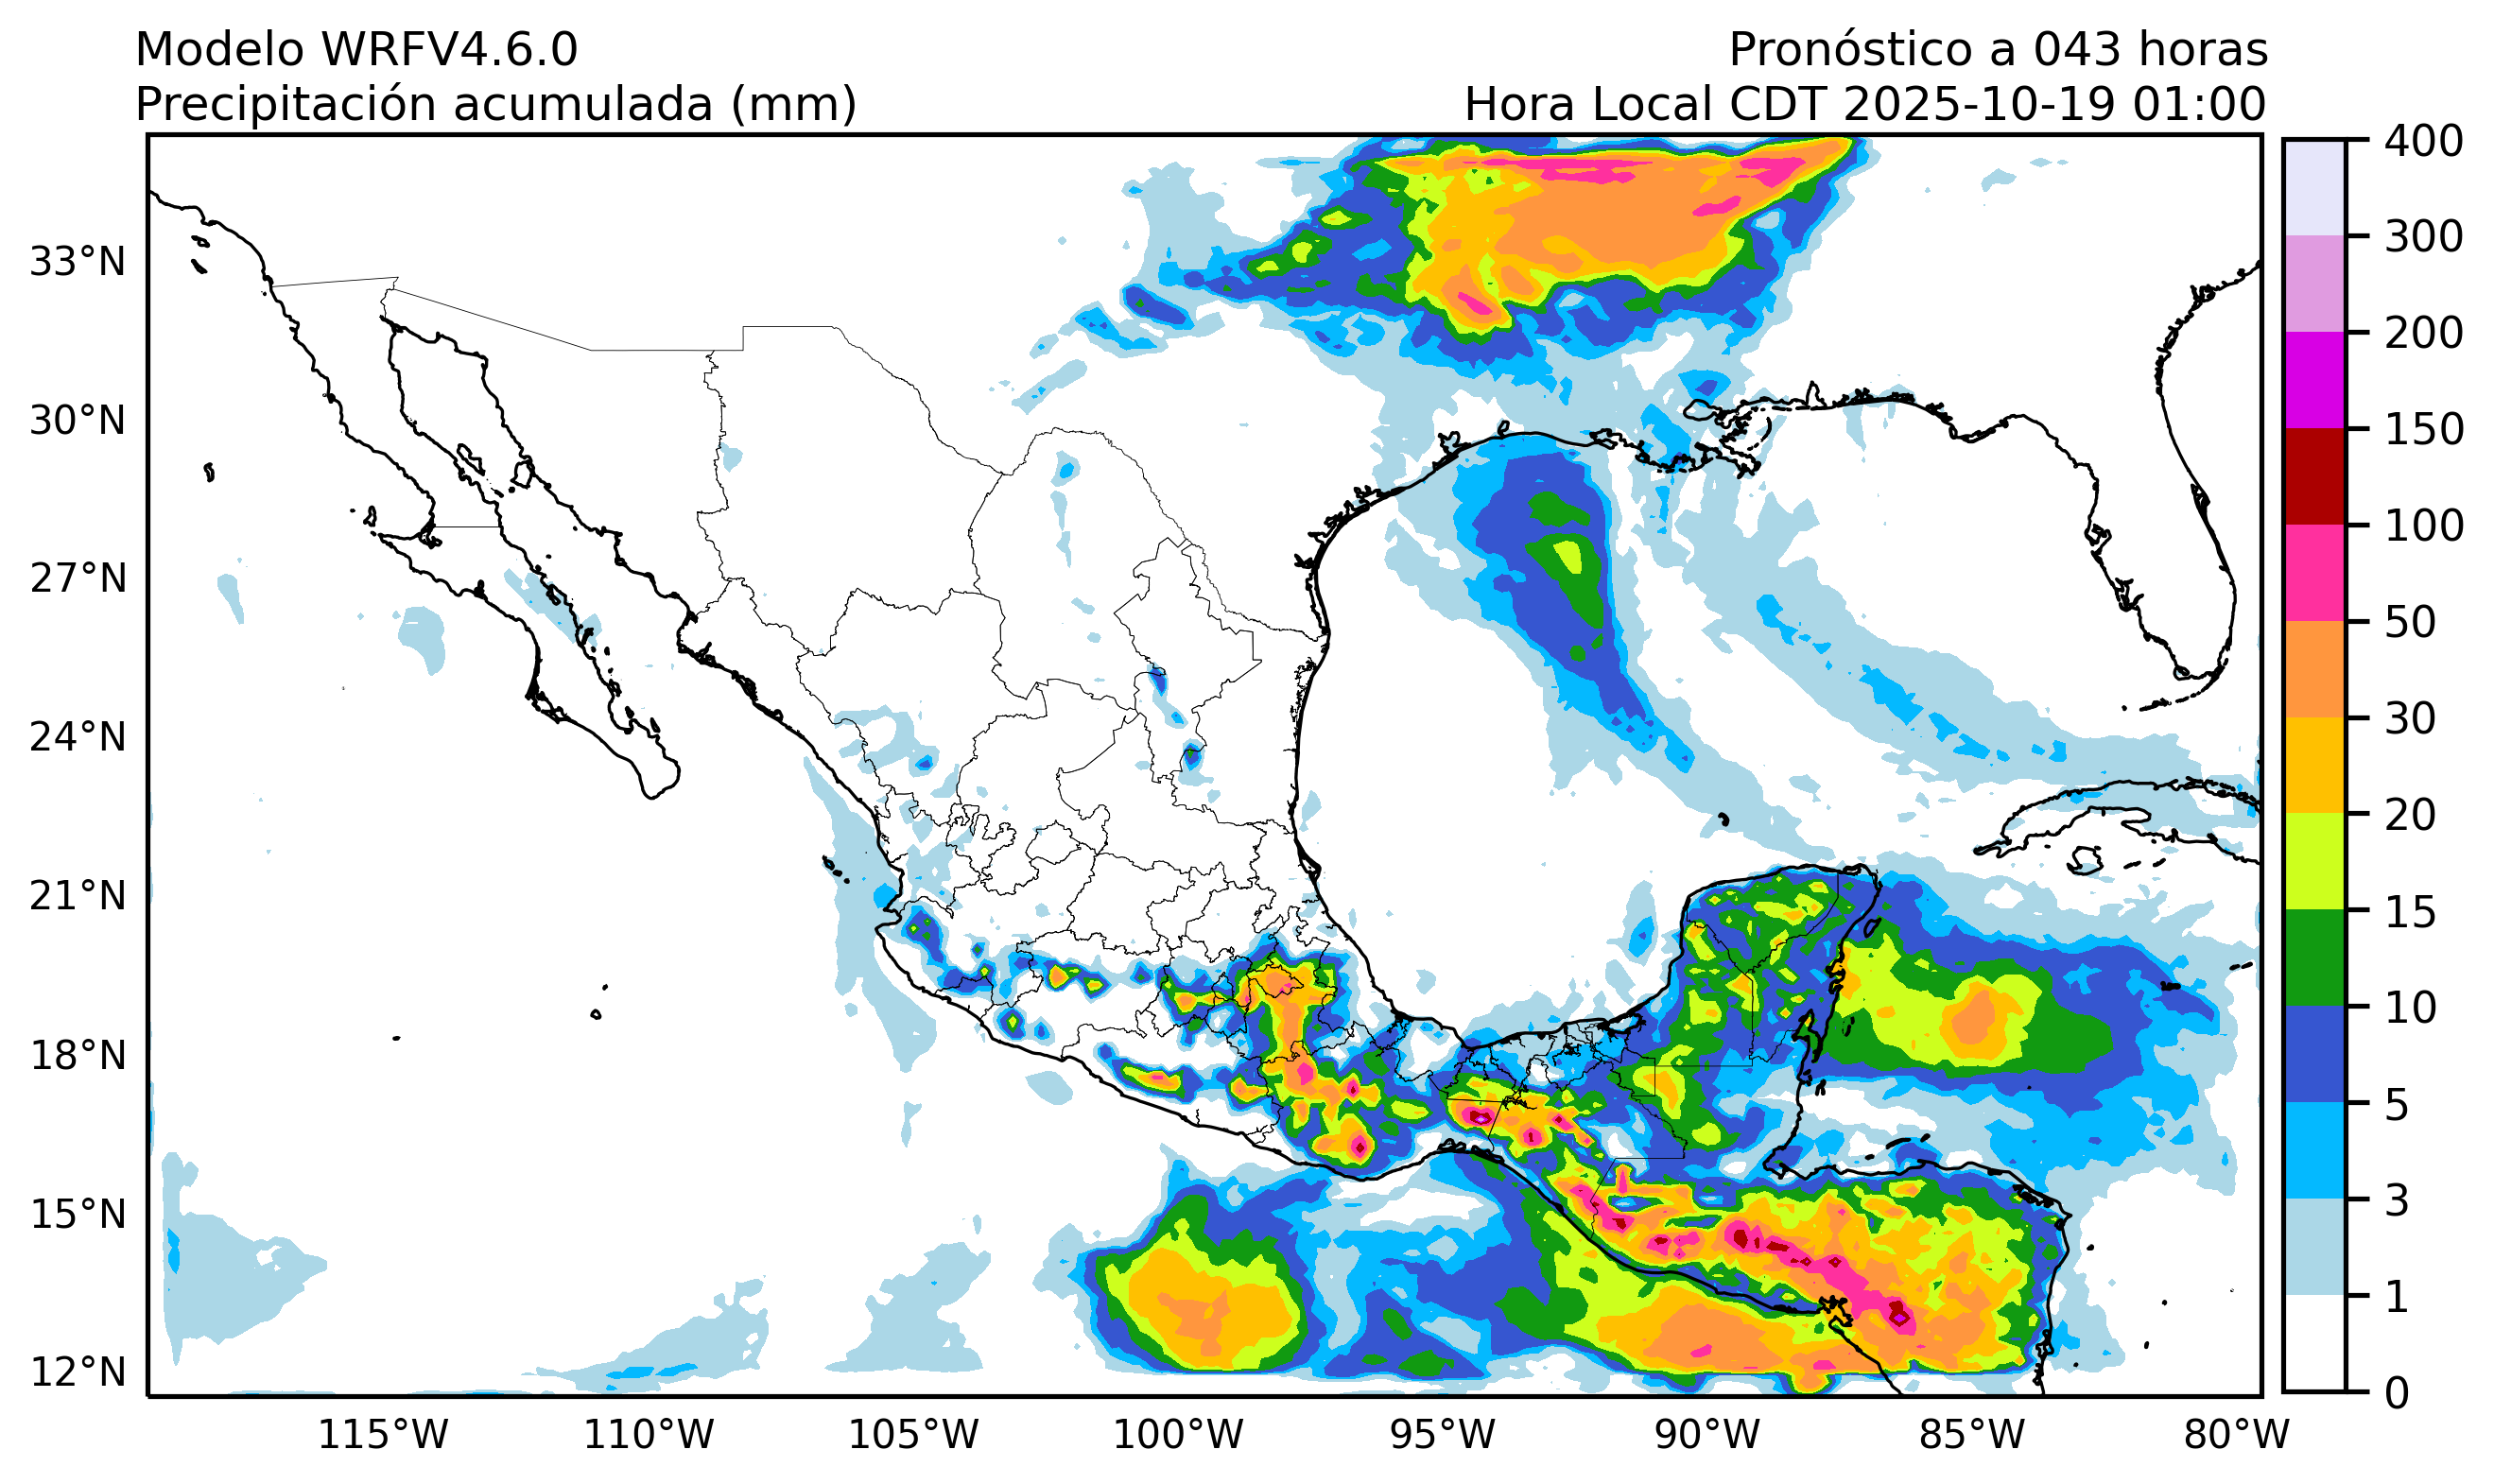 Modelo WRFV4.6.0
Pronóstico a 043 horas
Precipitación acumulada (mm)
Hora Local CDT 2025-10-19 01:00
33°N
30°N
27°N
24°N
21°N
18°N
15°N
12°N
115°W
110°W
105°W
100°W
95°W
90°W
85°W
80°W
400
300
200
150
100
50
30
20
15
10
5
3
1
0